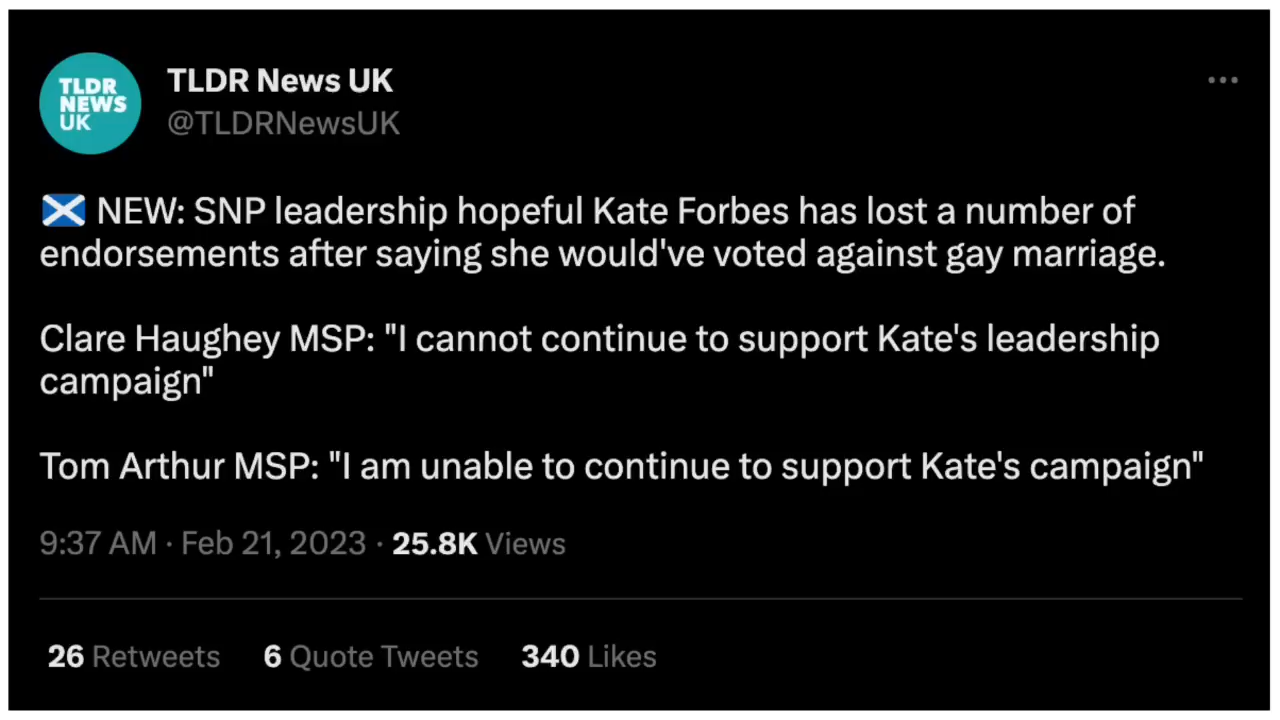 TLDR
NEWS
UK
TLDR News UK
@TLDRNewsUK
🏴󠁧󠁢󠁳󠁣󠁴󠁿 NEW: SNP leadership hopeful Kate Forbes has lost a number of
endorsements after saying she would've voted against gay marriage.
Clare Haughey MSP: "I cannot continue to support Kate's leadership
campaign"
Tom Arthur MSP: "I am unable to continue to support Kate's campaign"
9:37 AM · Feb 21, 2023 · 25.8K Views
26 Retweets 6 Quote Tweets 340 Likes